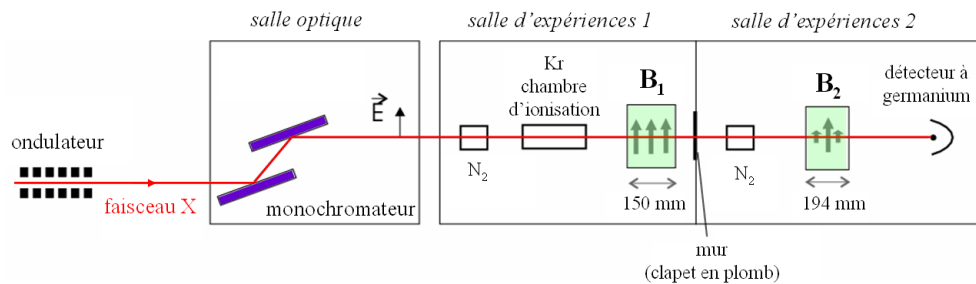 salle optique
salle d'expériences 1
salle d'expériences 2
ondulateur
faisceau X
monochromateur
E
N2
Kr
chambre
d'ionisation
B1
150 mm
mur
(clapet en plomb)
N2
B2
194 mm
détecteur à
germanium